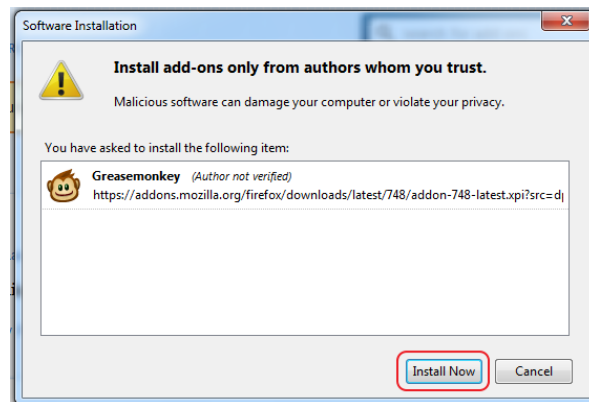 Software Installation
Install add-ons only from authors whom you trust.
Malicious software can damage your computer or violate your privacy.
You have asked to install the following item:
Greasemonkey (Author not verified)
https://addons.mozilla.org/firefox/downloads/latest/748/addon-748-latest.xpi?src=d
Install Now Cancel